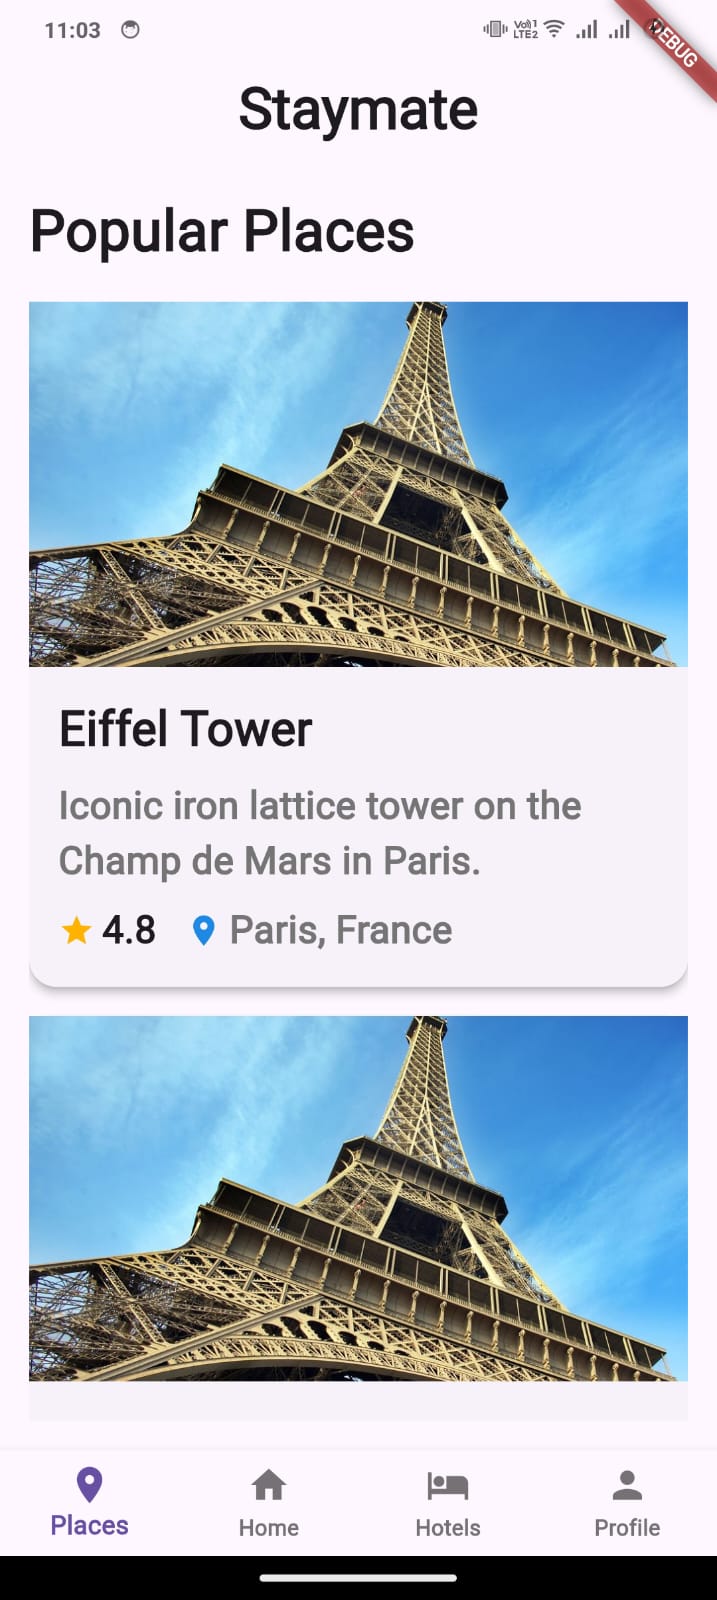 11:03
Vo))1
LTE2
DEBUG
Staymate
Popular Places
Eiffel Tower
Iconic iron lattice tower on the
Champ de Mars in Paris.
4.8 Paris, France
Places Home Hotels Profile